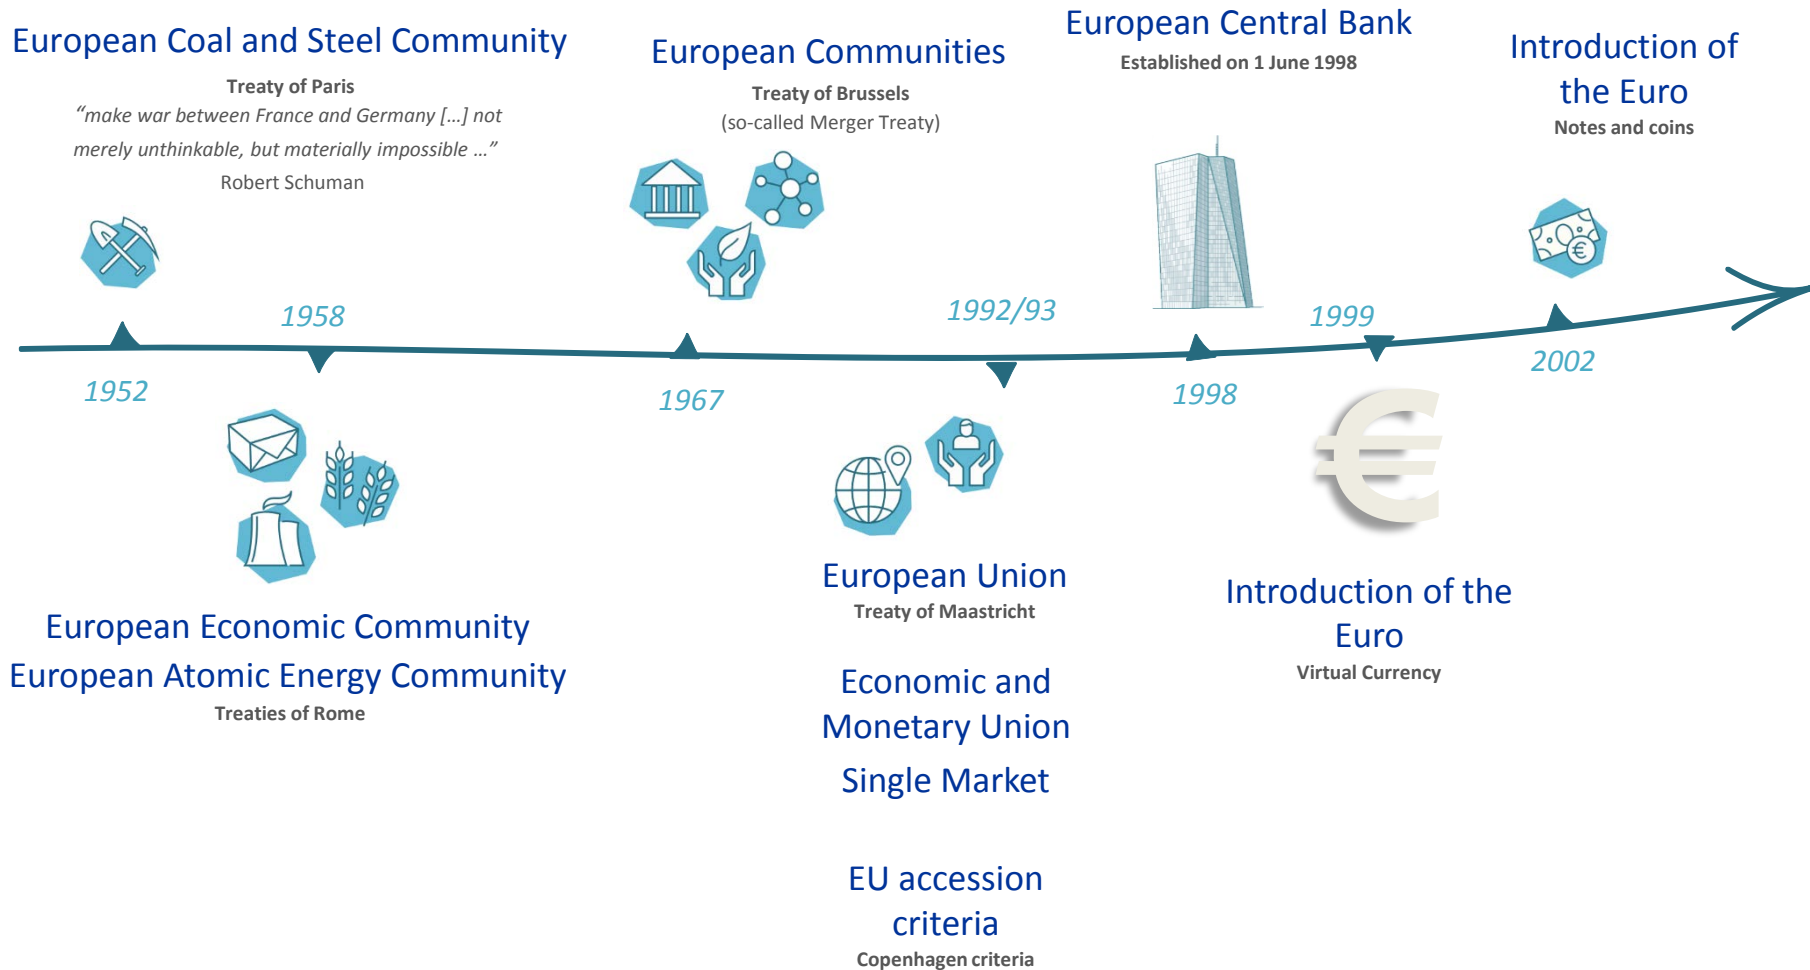 European Coal and Steel Community
Treaty of Paris
“make war between France and Germany [...] not
merely unthinkable, but materially impossible ...”
Robert Schuman
1952
1958
European Economic Community
European Atomic Energy Community
Treaties of Rome
European Communities
Treaty of Brussels
(so-called Merger Treaty)
1967
1992/93
European Union
Treaty of Maastricht
Economic and
Monetary Union
Single Market
EU accession
criteria
Copenhagen criteria
European Central Bank
Established on 1 June 1998
1998
1999
€
Introduction of the
Euro
Virtual Currency
Introduction of
the Euro
Notes and coins
€
2002